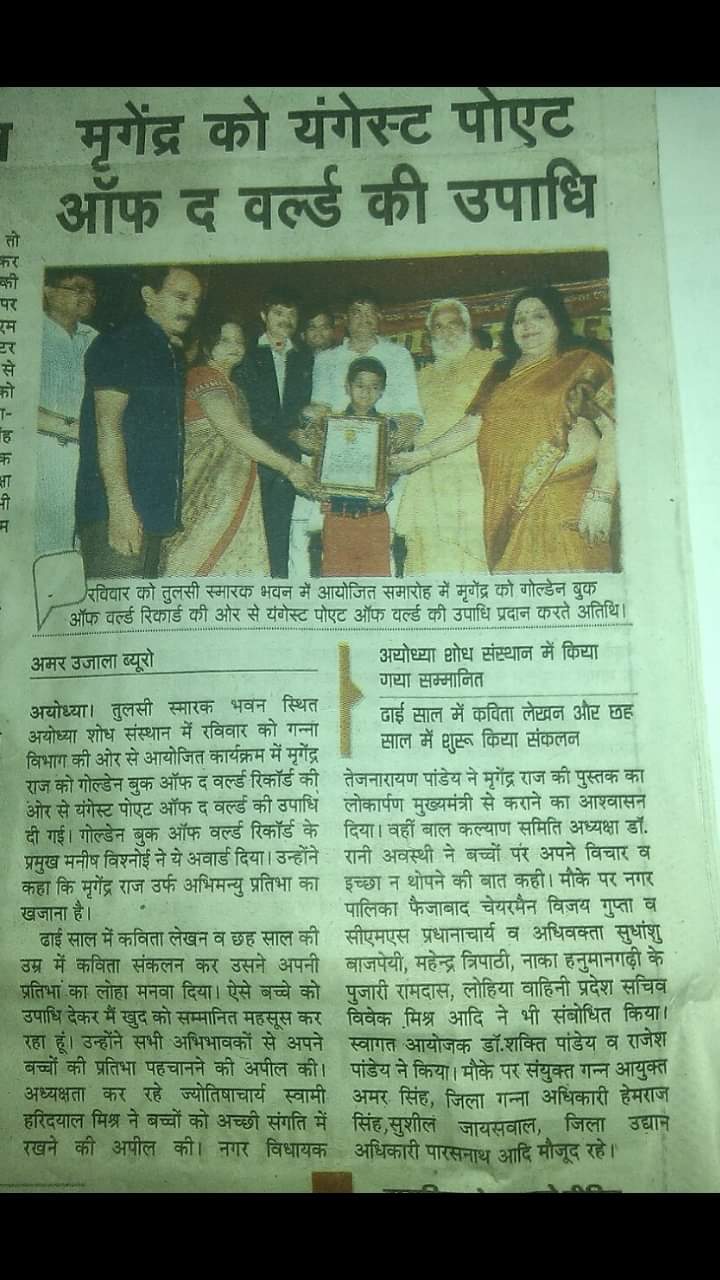 मृगेंद्र को यंगेस्ट पोएट
ऑफ द वर्ल्ड की उपाधि
तो
कर
की
पर
एम
टर
से
को
ा-
ंह
क
क्षा
भी
म
रविवार को तुलसी स्मारक भवन में आयोजित समारोह में मृगेंद्र को गोल्डेन बुक
ऑफ वर्ल्ड रिकार्ड की ओर से यंगेस्ट पोएट ऑफ वर्ल्ड की उपाधि प्रदान करते अतिथि।
अमर उजाला ब्यूरो
अयोध्या। तुलसी स्मारक भवन स्थित
अयोध्या शोध संस्थान में रविवार को गन्ना
विभाग की ओर से आयोजित कार्यक्रम में मृगेंद्र
राज को गोल्डेन बुक ऑफ द वर्ल्ड रिकॉर्ड की
ओर से यंगेस्ट पोएट ऑफ द वर्ल्ड की उपाधि
दी गई। गोल्डेन बुक ऑफ वर्ल्ड रिकॉर्ड के
प्रमुख मनीष विश्नोई ने ये अवार्ड दिया। उन्होंने
कहा कि मृगेंद्र राज उर्फ अभिमन्यु प्रतिभा का
खजाना है।
ढाई साल में कविता लेखन व छह साल की
उम्र में कविता संकलन कर उसने अपनी
प्रतिभा का लोहा मनवा दिया। ऐसे बच्चे को
उपाधि देकर मैं खुद को सम्मानित महसूस कर
रहा हूं। उन्होंने सभी अभिभावकों से अपने
बच्चों की प्रतिभा पहचानने की अपील की।
अध्यक्षता कर रहे ज्योतिषाचार्य स्वामी
हरिदयाल मिश्र ने बच्चों को अच्छी संगति में
रखने की अपील की। नगर विधायक
अयोध्या शोध संस्थान में किया
गया सम्मानित
ढाई साल में कविता लेखन और छह
साल में शुरू किया संकलन
तेजनारायण पांडेय ने मृगेंद्र राज की पुस्तक का
लोकार्पण मुख्यमंत्री से कराने का आश्वासन
दिया। वहीं बाल कल्याण समिति अध्यक्षा डॉ.
रानी अवस्थी ने बच्चों पर अपने विचार व
इच्छा न थोपने की बात कही। मौके पर नगर
पालिका फैजाबाद चेयरमैन विजय गुप्ता व
सीएमएस प्रधानाचार्य व अधिवक्ता सुधांशु
बाजपेयी, महेन्द्र त्रिपाठी, नाका हनुमानगढ़ी के
पुजारी रामदास, लोहिया वाहिनी प्रदेश सचिव
विवेक मिश्र आदि ने भी संबोधित किया।
स्वागत आयोजक डॉ.शक्ति पांडेय व राजेश
पांडेय ने किया। मौके पर संयुक्त गन्न आयुक्त
अमर सिंह, जिला गन्ना अधिकारी हेमराज
सिंह,सुशील जायसवाल, जिला उद्यान
अधिकारी पारसनाथ आदि मौजूद रहे।